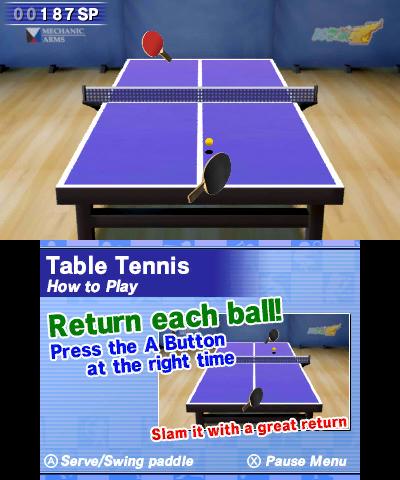 00187SP
MECHANIC
ARMS
Table Tennis
How to Play
Return each ball!
Press the A Button
at the right time
Slam it with a great return
Ⓐ Serve/Swing paddle
Ⓧ Pause Menu